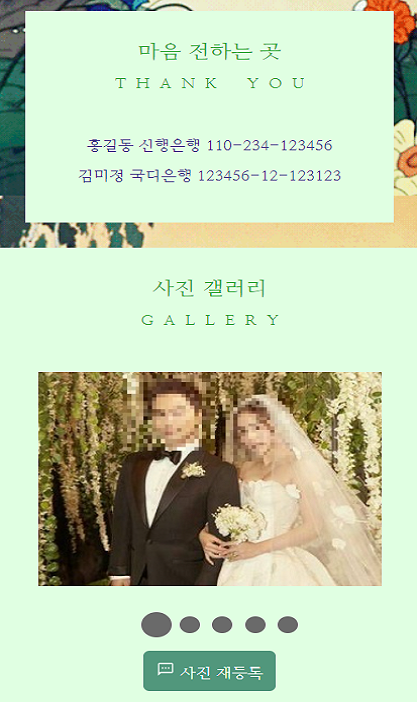 마음 전하는 곳
THANK YOU
홍길동 신행은행 110-234-123456
김미정 국디은행 123456-12-123123
사진 갤러리
GALLERY
사진 재등록